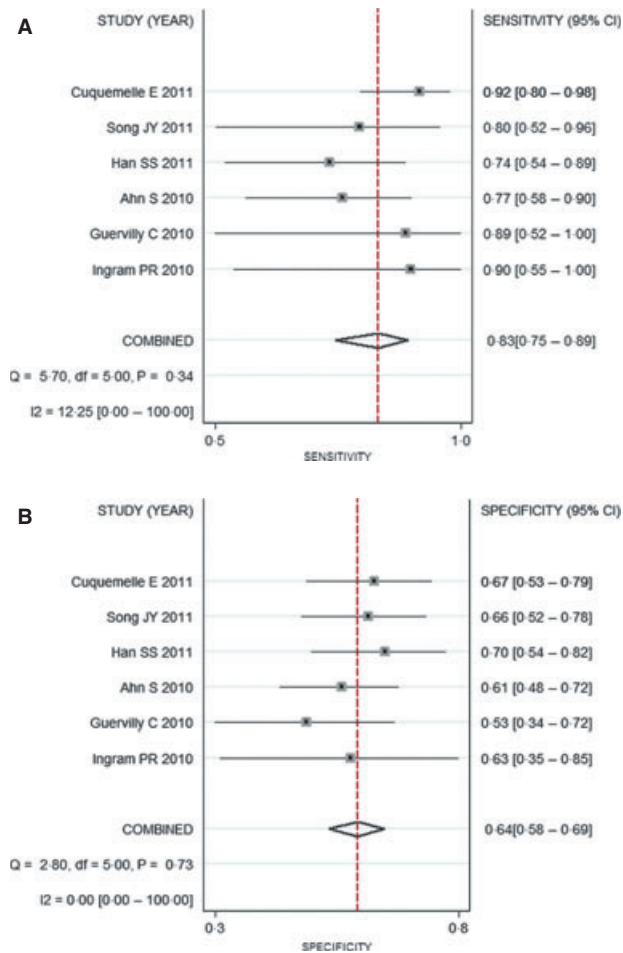 A
STUDY (YEAR) SENSITIVITY (95% CI)
Cuquemelle E 2011 0·92 [0·80 – 0·98]
Song JY 2011 0·80 [0·52 – 0·96]
Han SS 2011 0·74 [0·54 – 0·89]
Ahn S 2010 0·77 [0·58 – 0·90]
Guervilly C 2010 0·89 [0·52 – 1·00]
Ingram PR 2010 0·90 [0·55 – 1·00]
COMBINED 0·83[0·75 – 0·89]
Q = 5·70, df = 5·00, P = 0·34
I2 = 12·25 [0·00 – 100·00]
0·5 1·0
SENSITIVITY
B
STUDY (YEAR) SPECIFICITY (95% CI)
Cuquemelle E 2011 0·67 [0·53 – 0·79]
Song JY 2011 0·66 [0·52 – 0·78]
Han SS 2011 0·70 [0·54 – 0·82]
Ahn S 2010 0·61 [0·48 – 0·72]
Guervilly C 2010 0·53 [0·34 – 0·72]
Ingram PR 2010 0·63 [0·35 – 0·85]
COMBINED 0·64[0·58 – 0·69]
Q = 2·80, df = 5·00, P = 0·73
I2 = 0·00 [0·00 – 100·00]
0·3 0·8
SPECIFICITY